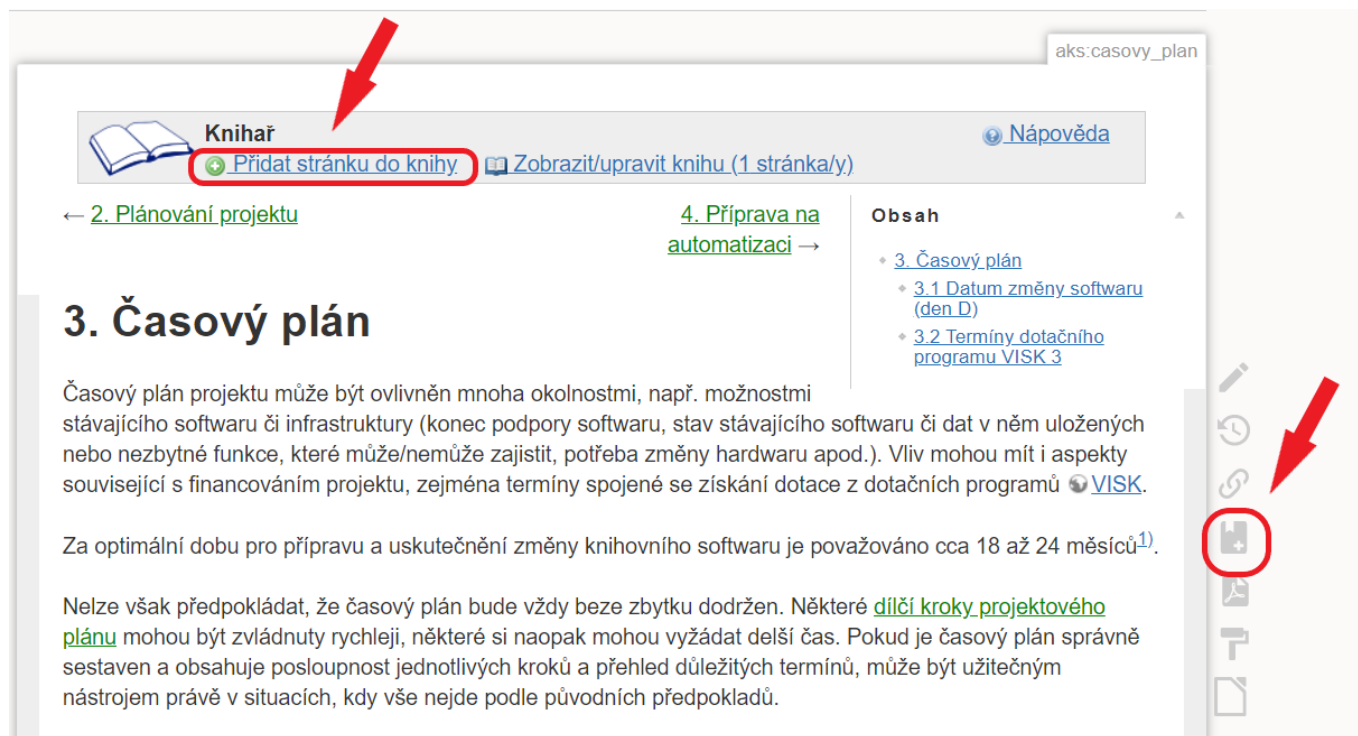 aks:casovy_plan
Knihař
Nápověda
Přidat stránku do knihy
Zobrazit/upravit knihu (1 stránka/y)
← 2. Plánování projektu
4. Příprava na
automatizaci →
Obsah
3. Časový plán
3.1 Datum změny softwaru
(den D)
3.2 Termíny dotačního
programu VISK 3
3. Časový plán
Časový plán projektu může být ovlivněn mnoha okolnostmi, např. možnostmi
stávajícího softwaru či infrastruktury (konec podpory softwaru, stav stávajícího softwaru či dat v něm uložených
nebo nezbytné funkce, které může/nemůže zajistit, potřeba změny hardwaru apod.). Vliv mohou mít i aspekty
související s financováním projektu, zejména termíny spojené se získání dotace z dotačních programů VISK.
Za optimální dobu pro přípravu a uskutečnění změny knihovního softwaru je považováno cca 18 až 24 měsíců1).
Nelze však předpokládat, že časový plán bude vždy beze zbytku dodržen. Některé dílčí kroky projektového
plánu mohou být zvládnuty rychleji, některé si naopak mohou vyžádat delší čas. Pokud je časový plán správně
sestaven a obsahuje posloupnost jednotlivých kroků a přehled důležitých termínů, může být užitečným
nástrojem právě v situacích, kdy vše nejde podle původních předpokladů.